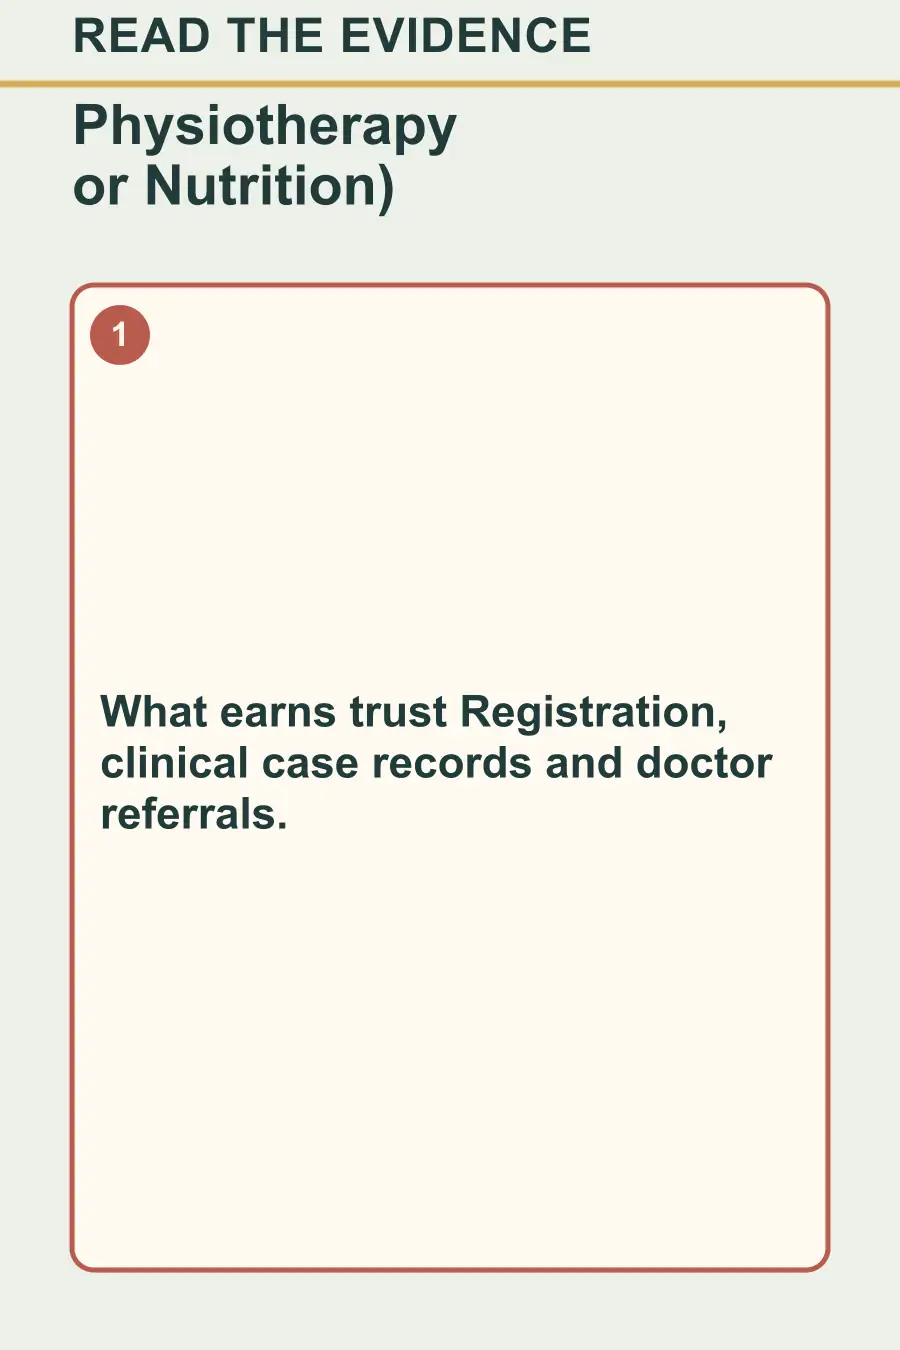 READ THE EVIDENCE
Physiotherapy
or Nutrition)
1
What earns trust Registration,
clinical case records and doctor
referrals.